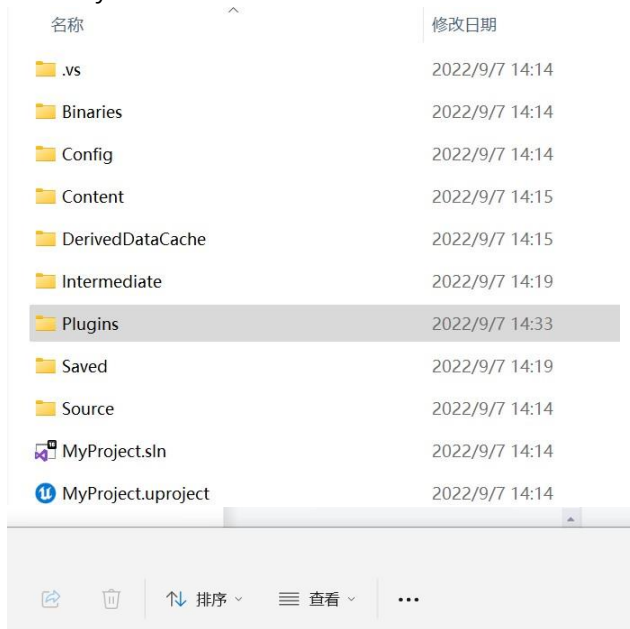 名称 修改日期
.vs 2022/9/7 14:14
Binaries 2022/9/7 14:14
Config 2022/9/7 14:14
Content 2022/9/7 14:15
DerivedDataCache 2022/9/7 14:15
Intermediate 2022/9/7 14:19
Plugins 2022/9/7 14:33
Saved 2022/9/7 14:19
Source 2022/9/7 14:14
MyProject.sln 2022/9/7 14:14
MyProject.uproject 2022/9/7 14:14
排序 查看